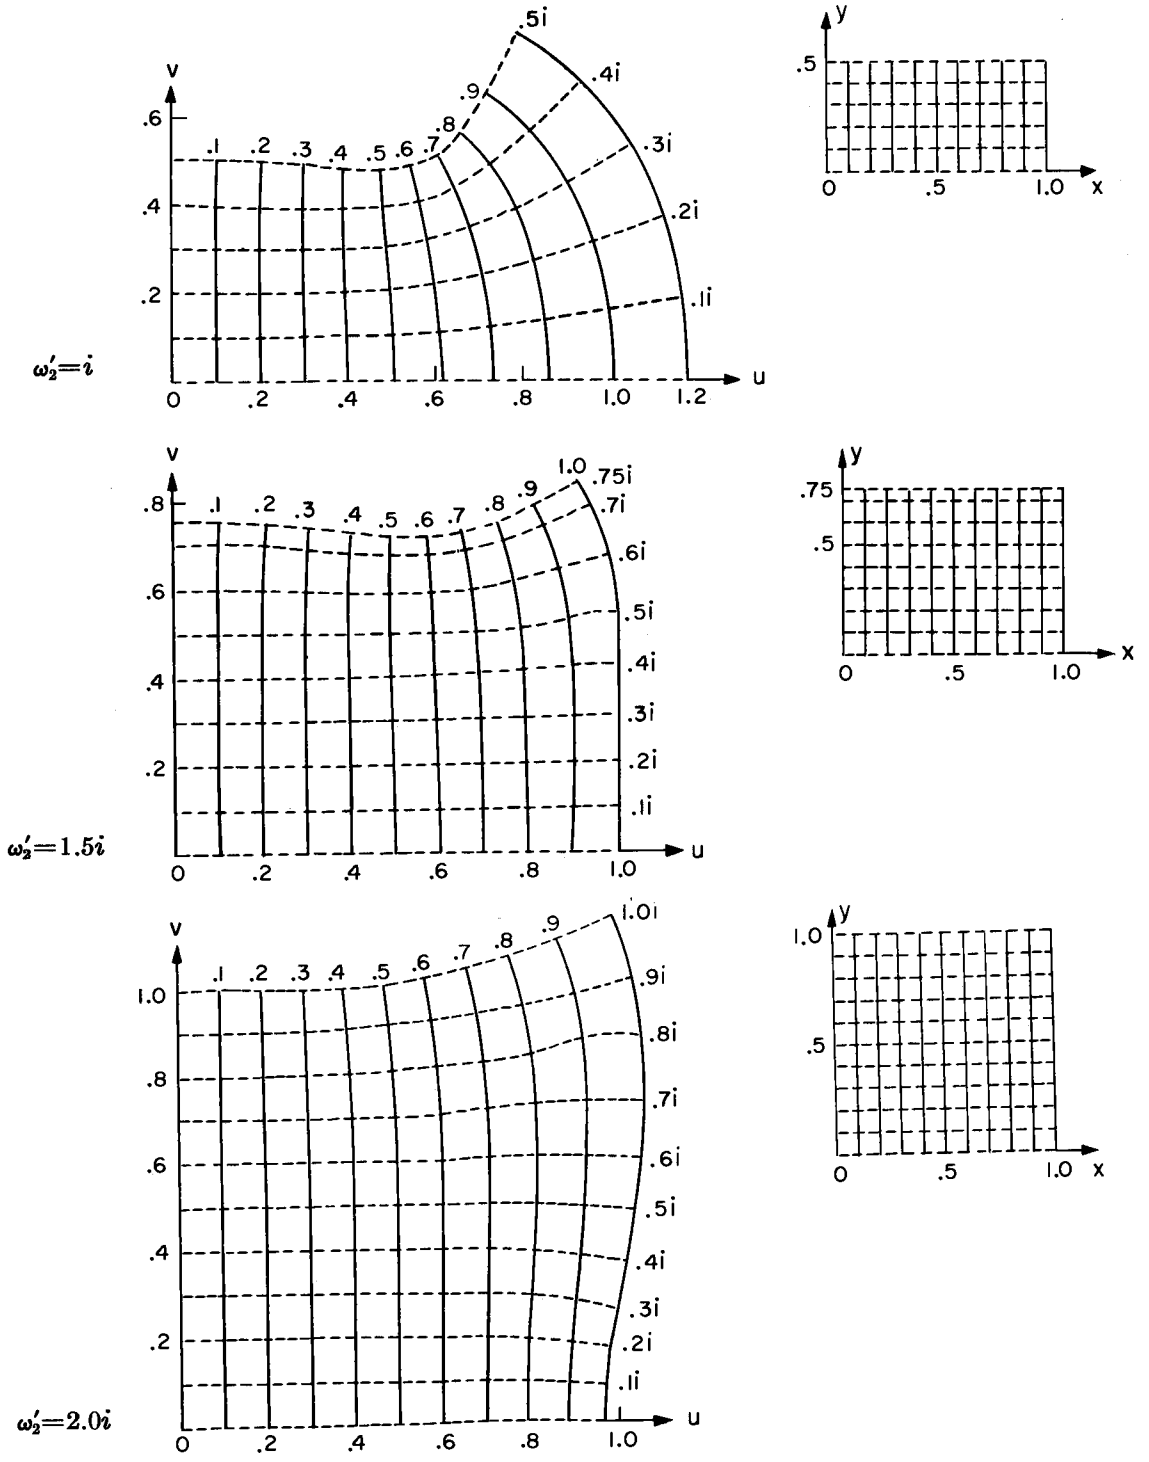 .5i
y
v
.4i
.5
.9
.6
.8
.1 .2 .3 .4 .5 .6 .7
.3i
0 .5 1.0 x
.4
.2i
.2
.1i
ω₂′=i
u
0 .2 .4 .6 .8 1.0 1.2
v
y
1.0 .75i
.8
.1 .2 .3 .4 .5 .6 .7 .8 .9
.7i
.75
.6i
.5
.6
.5i
.4
.4i
x
0 .5 1.0
.3i
.2
.2i
.1i
ω₂′=1.5i
u
0 .2 .4 .6 .8 1.0
v
1.0i
y
.1 .2 .3 .4 .5 .6 .7 .8 .9
1.0
1.0
.9i
.8i
.5
.8
.7i
.6
.6i
0 .5 1.0 x
.5i
.4
.4i
.3i
.2
.2i
.1i
ω₂′=2.0i
u
0 .2 .4 .6 .8 1.0